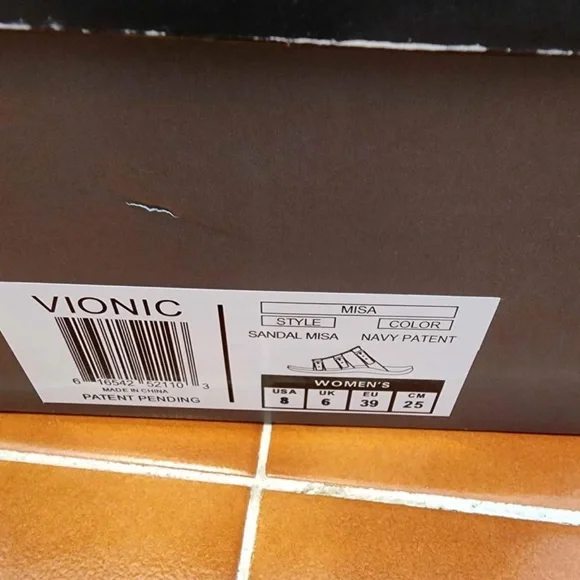 VIONIC
6 16542 52110 3
MADE IN CHINA
PATENT PENDING
MISA
STYLE COLOR
SANDAL MISA NAVY PATENT
WOMEN'S
USA UK EU CM
8 6 39 25